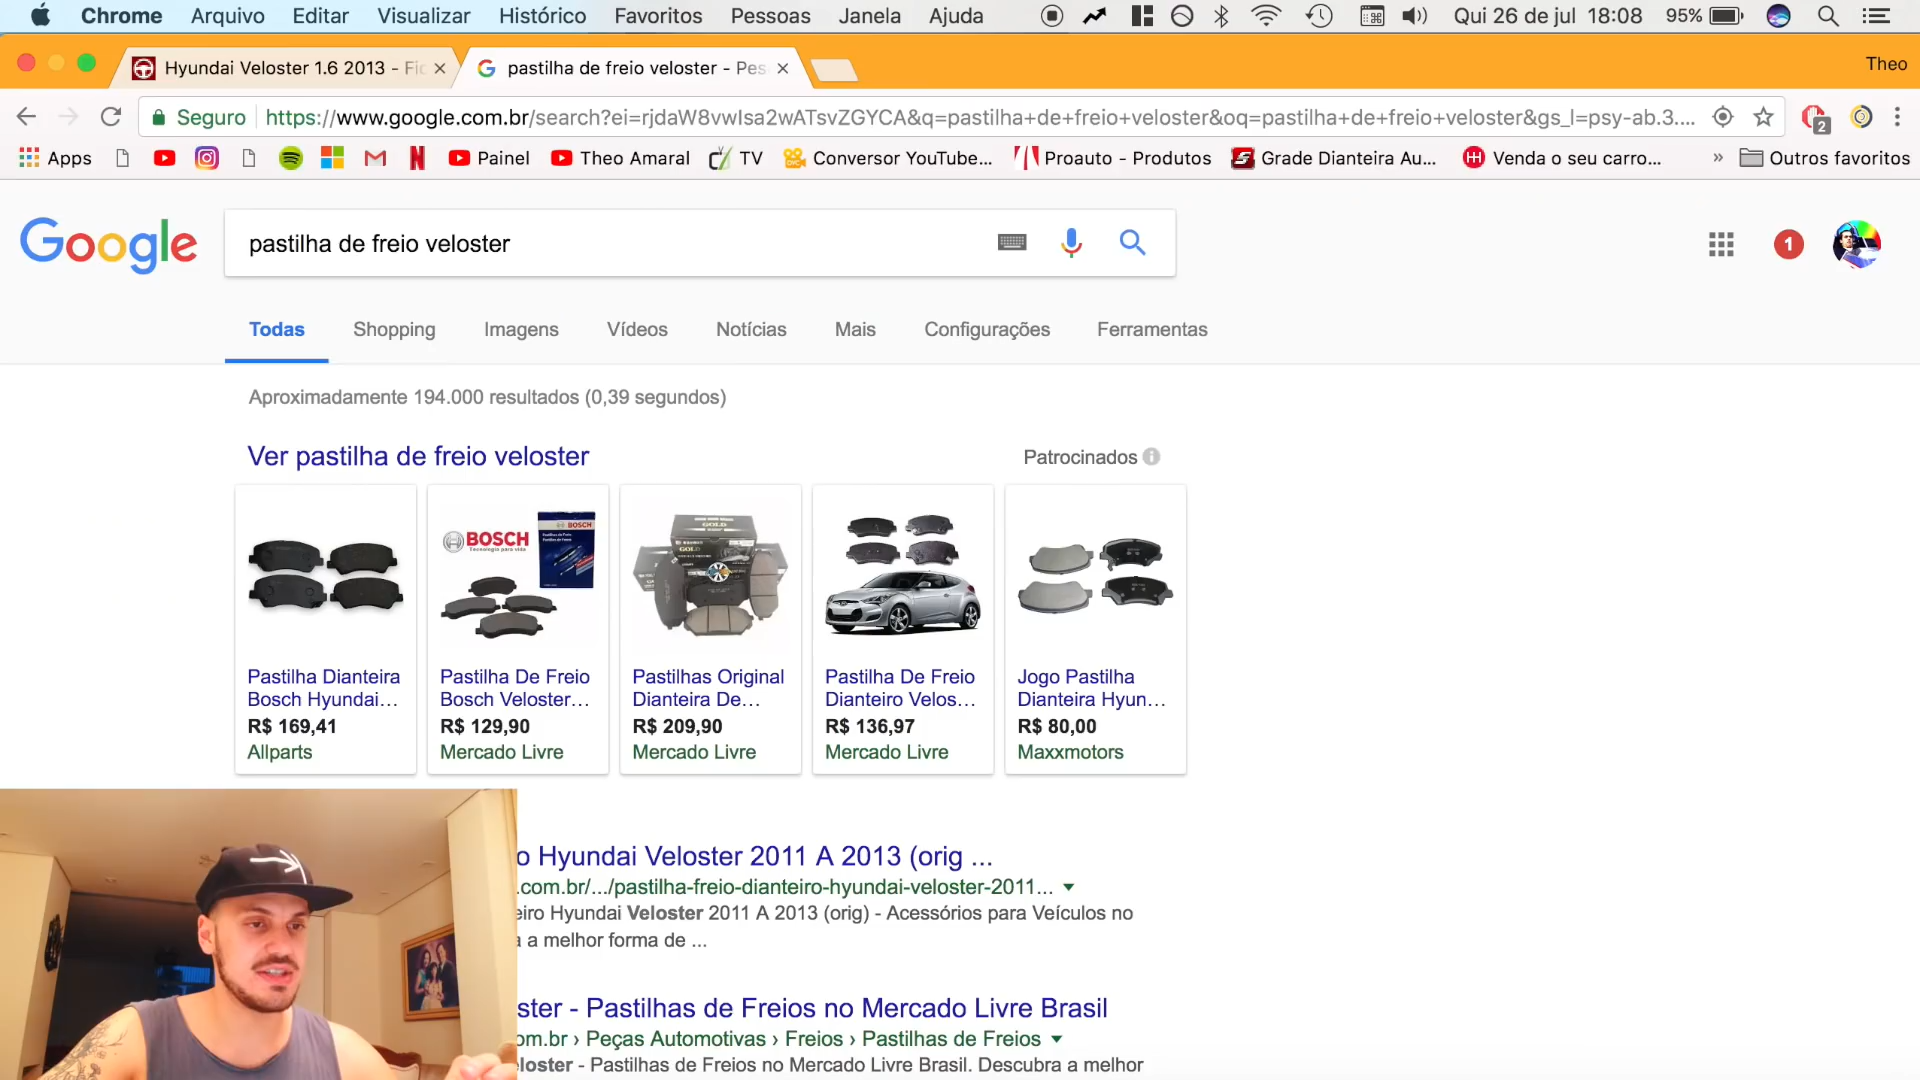 Chrome Arquivo Editar Visualizar Histórico Favoritos Pessoas Janela Ajuda Qui 26 de jul 18:08 95%
Hyundai Veloster 1.6 2013 - Fic
pastilha de freio veloster - Pes
Theo
Seguro https://www.google.com.br/search?ei=rjdaW8vwIsa2wATsvZGYCA&q=pastilha+de+freio+veloster&oq=pastilha+de+freio+veloster&gs_l=psy-ab.3....
2
Apps Painel Theo Amaral TV Conversor YouTube... Proauto - Produtos Grade Dianteira Au... Venda o seu carro... » Outros favoritos
Google
pastilha de freio veloster
1
Todas Shopping Imagens Vídeos Notícias Mais Configurações Ferramentas
Aproximadamente 194.000 resultados (0,39 segundos)
Ver pastilha de freio veloster
Patrocinados
BOSCH
Tecnologia para vida
BOSCH
GOLD
Pastilha Dianteira
Bosch Hyundai...
R$ 169,41
Allparts
Pastilha De Freio
Bosch Veloster...
R$ 129,90
Mercado Livre
Pastilhas Original
Dianteira De...
R$ 209,90
Mercado Livre
Pastilha De Freio
Dianteiro Velos...
R$ 136,97
Mercado Livre
Jogo Pastilha
Dianteira Hyun...
R$ 80,00
Maxxmotors
o Hyundai Veloster 2011 A 2013 (orig ...
.com.br/.../pastilha-freio-dianteiro-hyundai-veloster-2011...
eiro Hyundai Veloster 2011 A 2013 (orig) - Acessórios para Veículos no
a a melhor forma de ...
ster - Pastilhas de Freios no Mercado Livre Brasil
om.br › Peças Automotivas › Freios › Pastilhas de Freios
loster - Pastilhas de Freios no Mercado Livre Brasil. Descubra a melhor